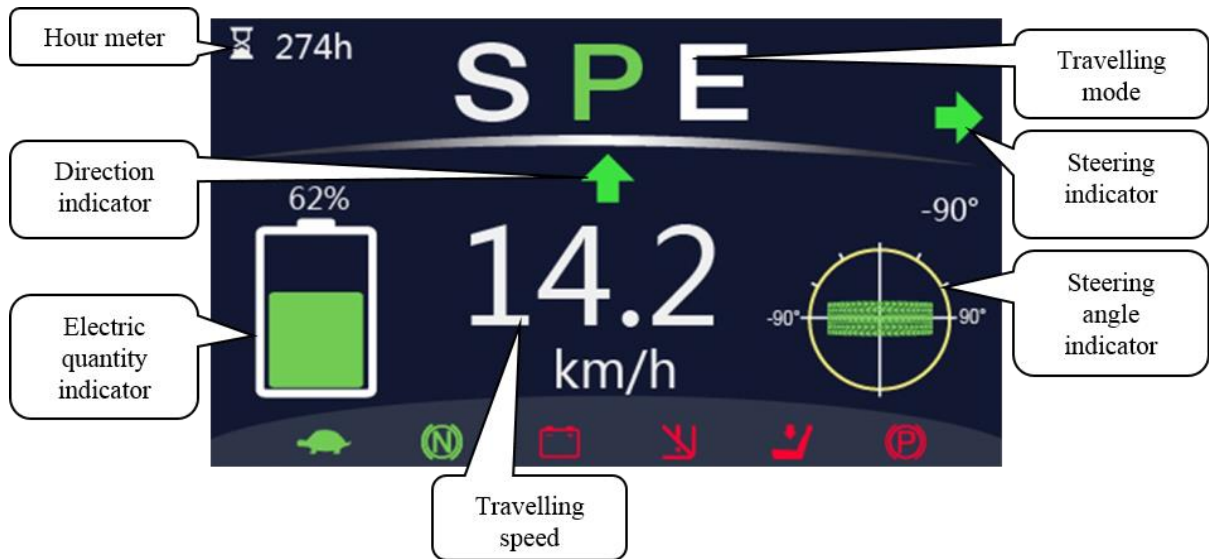 Hour meter
274h
S P E
Travelling
mode
Direction
indicator
Steering
indicator
62%
-90°
14.2
km/h
-90°
90°
Electric
quantity
indicator
Steering
angle
indicator
N
P
Travelling
speed